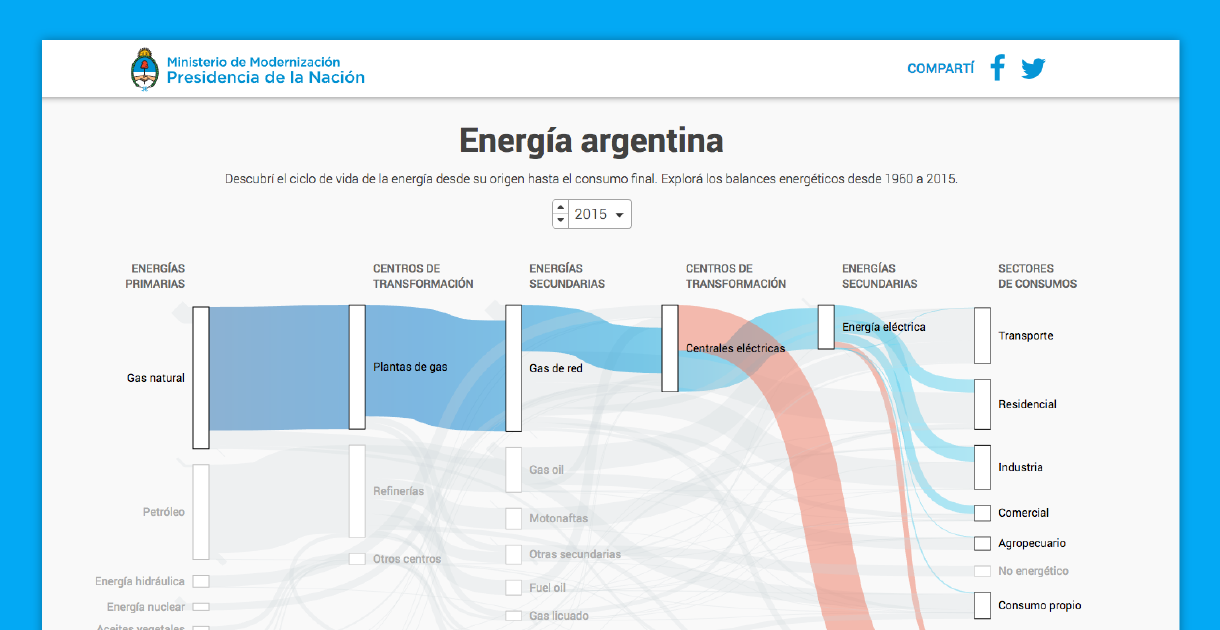 Ministerio de Modernización
Presidencia de la Nación
COMPARTÍ
Energía argentina
Descubrí el ciclo de vida de la energía desde su origen hasta el consumo final. Explorá los balances energéticos desde 1960 a 2015.
2015
ENERGÍAS
PRIMARIAS
CENTROS DE
TRANSFORMACIÓN
ENERGÍAS
SECUNDARIAS
CENTROS DE
TRANSFORMACIÓN
ENERGÍAS
SECUNDARIAS
SECTORES
DE CONSUMOS
Gas natural
Petróleo
Energía hidráulica
Energía nuclear
Aceites vegetales
Plantas de gas
Refinerías
Otros centros
Gas de red
Gas oil
Motonaftas
Otras secundarias
Fuel oil
Gas licuado
Centrales eléctricas
Energía eléctrica
Transporte
Residencial
Industria
Comercial
Agropecuario
No energético
Consumo propio